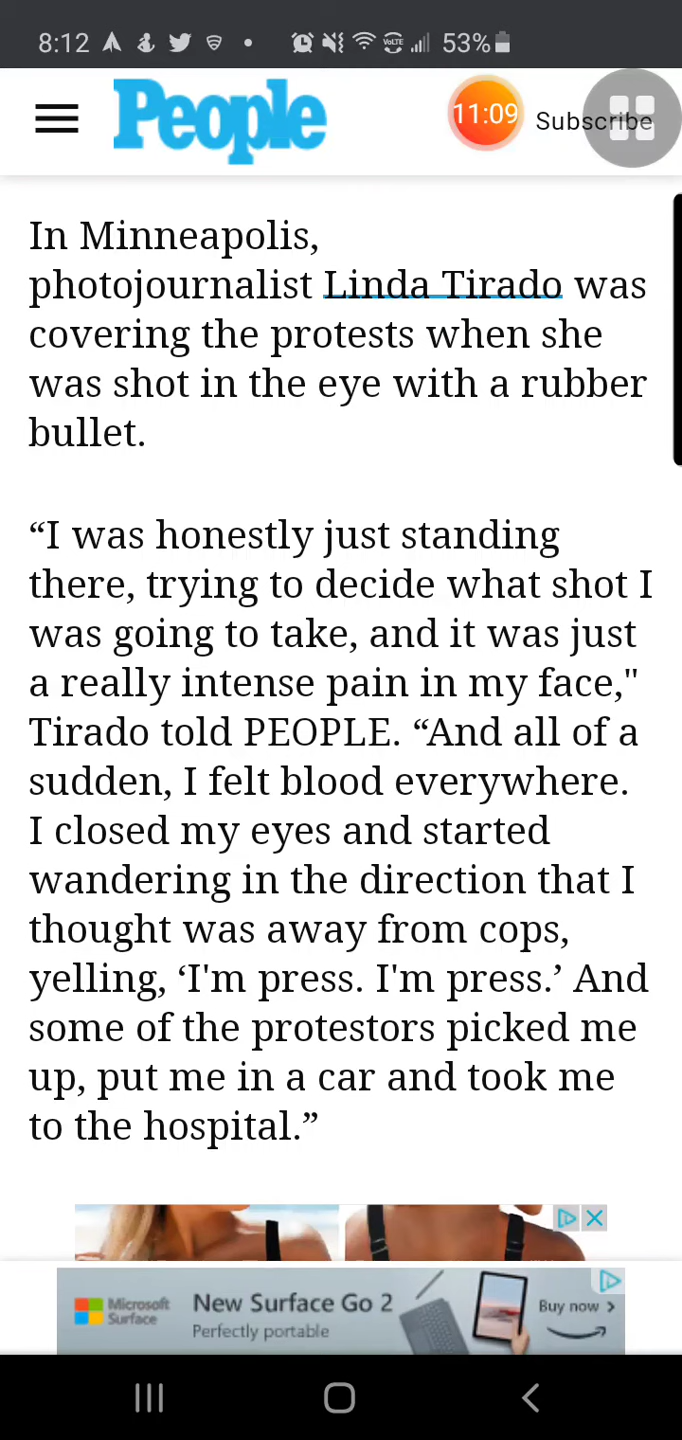 8:12
VoLTE
53%
People
11:09
Subscribe
In Minneapolis,
photojournalist Linda Tirado was
covering the protests when she
was shot in the eye with a rubber
bullet.
“I was honestly just standing
there, trying to decide what shot I
was going to take, and it was just
a really intense pain in my face,"
Tirado told PEOPLE. “And all of a
sudden, I felt blood everywhere.
I closed my eyes and started
wandering in the direction that I
thought was away from cops,
yelling, ‘I'm press. I'm press.’ And
some of the protestors picked me
up, put me in a car and took me
to the hospital.”
Microsoft
Surface
New Surface Go 2
Perfectly portable
Buy now >